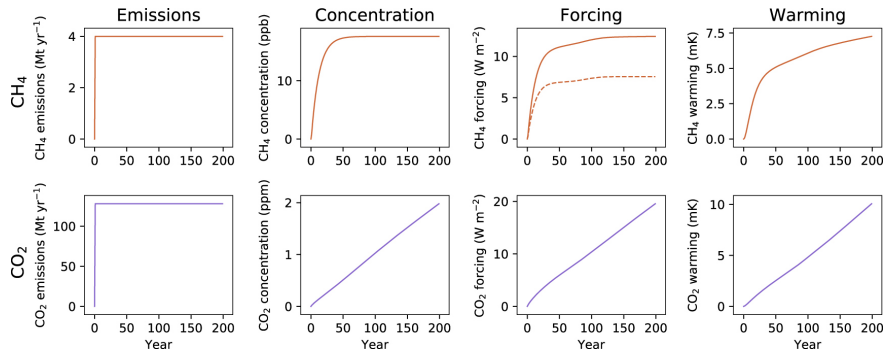 Emissions Concentration Forcing Warming
CH₄
CH₄ emissions (Mt yr⁻¹)
4
2
0
0 50 100 150 200
CH₄ concentration (ppb)
10
0
0 50 100 150 200
CH₄ forcing (W m⁻²)
10
5
0
0 50 100 150 200
CH₄ warming (mK)
7.5
5.0
2.5
0.0
0 50 100 150 200
CO₂
CO₂ emissions (Mt yr⁻¹)
100
50
0
0 50 100 150 200
Year
CO₂ concentration (ppm)
2
1
0
0 50 100 150 200
Year
CO₂ forcing (W m⁻²)
20
10
0
0 50 100 150 200
Year
CO₂ warming (mK)
10
5
0
0 50 100 150 200
Year